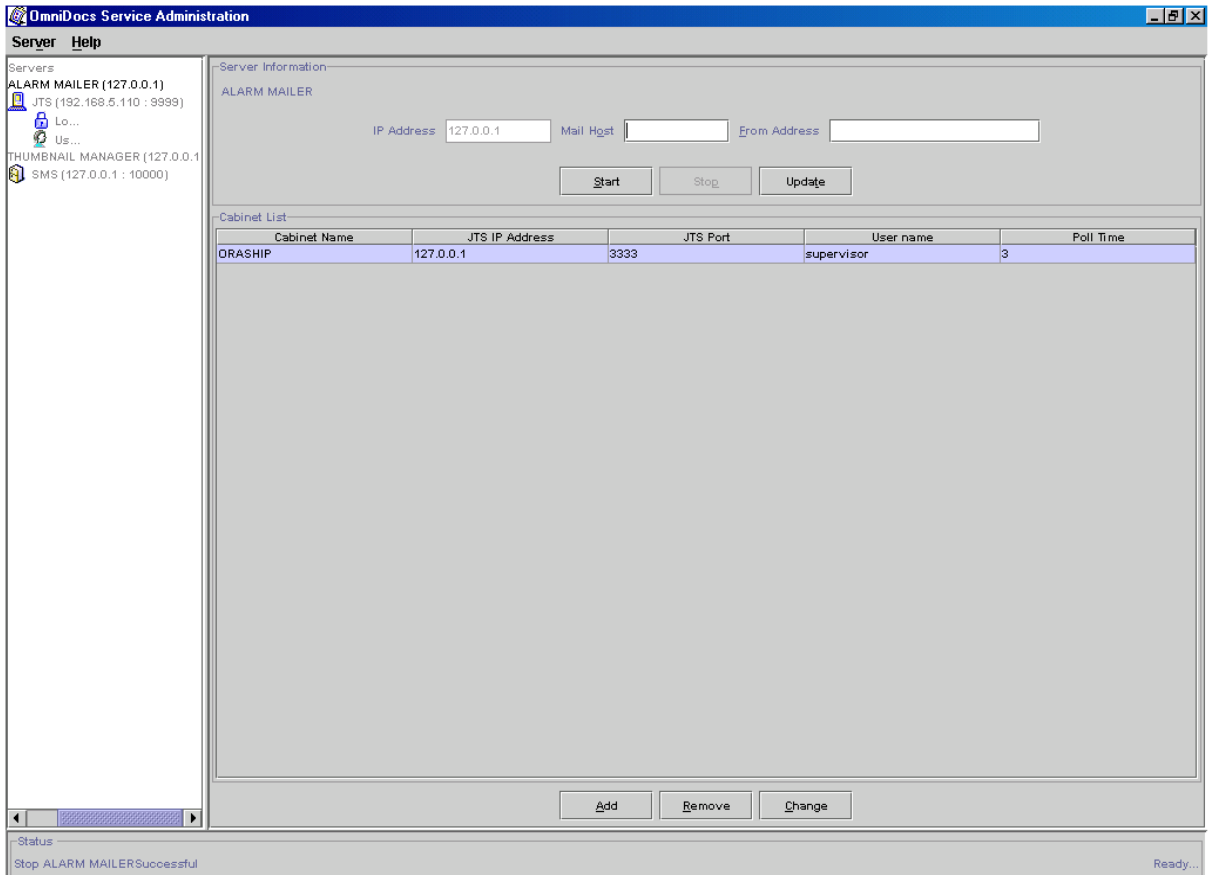 OmniDocs Service Administration
Server Help
Servers
ALARM MAILER (127.0.0.1)
JTS (192.168.5.110 : 9999)
Lo...
Us...
THUMBNAIL MANAGER (127.0.0.1
SMS (127.0.0.1 : 10000)
Server Information
ALARM MAILER
IP Address 127.0.0.1 Mail Host From Address
Start Stop Update
Cabinet List
Cabinet Name JTS IP Address JTS Port User name Poll Time
ORASHIP 127.0.0.1 3333 supervisor 3
Add Remove Change
Status
Stop ALARM MAILERSuccessful Ready...